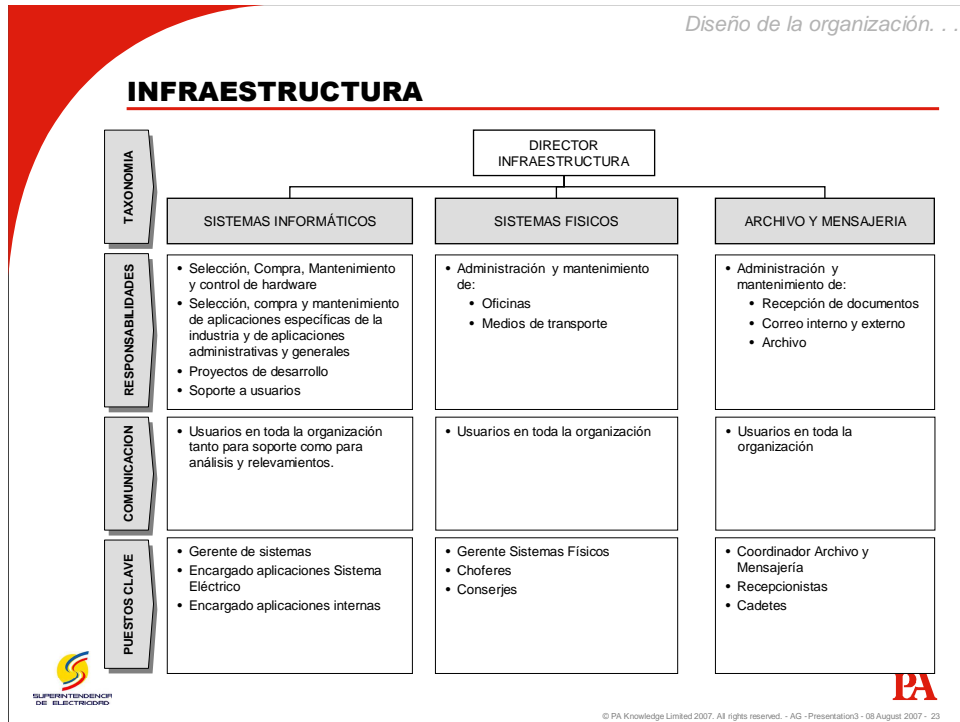 Diseño de la organización. . .
INFRAESTRUCTURA
TAXONOMIA
DIRECTOR
INFRAESTRUCTURA
SISTEMAS INFORMÁTICOS
SISTEMAS FISICOS
ARCHIVO Y MENSAJERIA
RESPONSABILIDADES
• Selección, Compra, Mantenimiento
y control de hardware
• Selección, compra y mantenimiento
de aplicaciones específicas de la
industria y de aplicaciones
administrativas y generales
• Proyectos de desarrollo
• Soporte a usuarios
• Administración y mantenimiento
de:
• Oficinas
• Medios de transporte
• Administración y
mantenimiento de:
• Recepción de documentos
• Correo interno y externo
• Archivo
COMUNICACION
• Usuarios en toda la organización
tanto para soporte como para
análisis y relevamientos.
• Usuarios en toda la organización
• Usuarios en toda la
organización
PUESTOS CLAVE
• Gerente de sistemas
• Encargado aplicaciones Sistema
Eléctrico
• Encargado aplicaciones internas
• Gerente Sistemas Físicos
• Choferes
• Conserjes
• Coordinador Archivo y
Mensajería
• Recepcionistas
• Cadetes
SUPERINTENDENCIA
DE ELECTRICIDAD
PA
© PA Knowledge Limited 2007. All rights reserved. - AG - Presentation3 - 08 August 2007 - 23